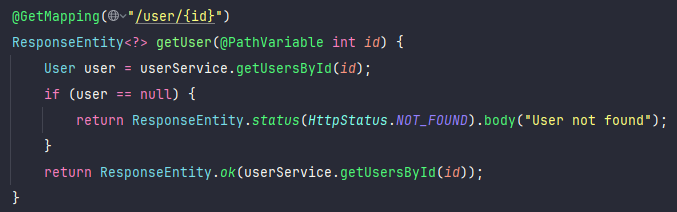 @GetMapping("/user/{id}")
ResponseEntity<?> getUser(@PathVariable int id) {
    User user = userService.getUsersById(id);
    if (user == null) {
        return ResponseEntity.status(HttpStatus.NOT_FOUND).body("User not found");
    }
    return ResponseEntity.ok(userService.getUsersById(id));
}